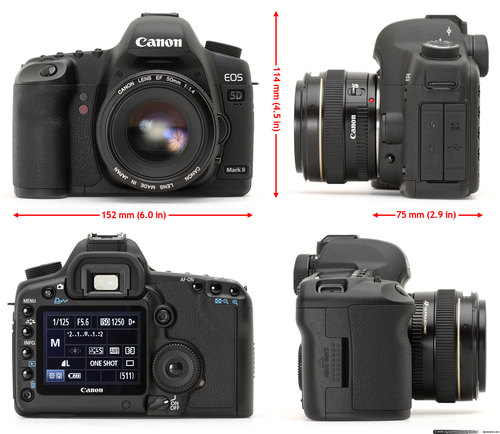 Canon
EOS
5D
Mark II
CANON LENS EF 50mm 1:1.4
CANON LENS MADE IN JAPAN
114 mm (4.5 in)
Canon
152 mm (6.0 in)
75 mm (2.9 in)
AF-ON
MENU
INFO.
1/125 F5.6 ISO 1250 D+
M
L ONE SHOT
[511]
Canon
ON
OFF